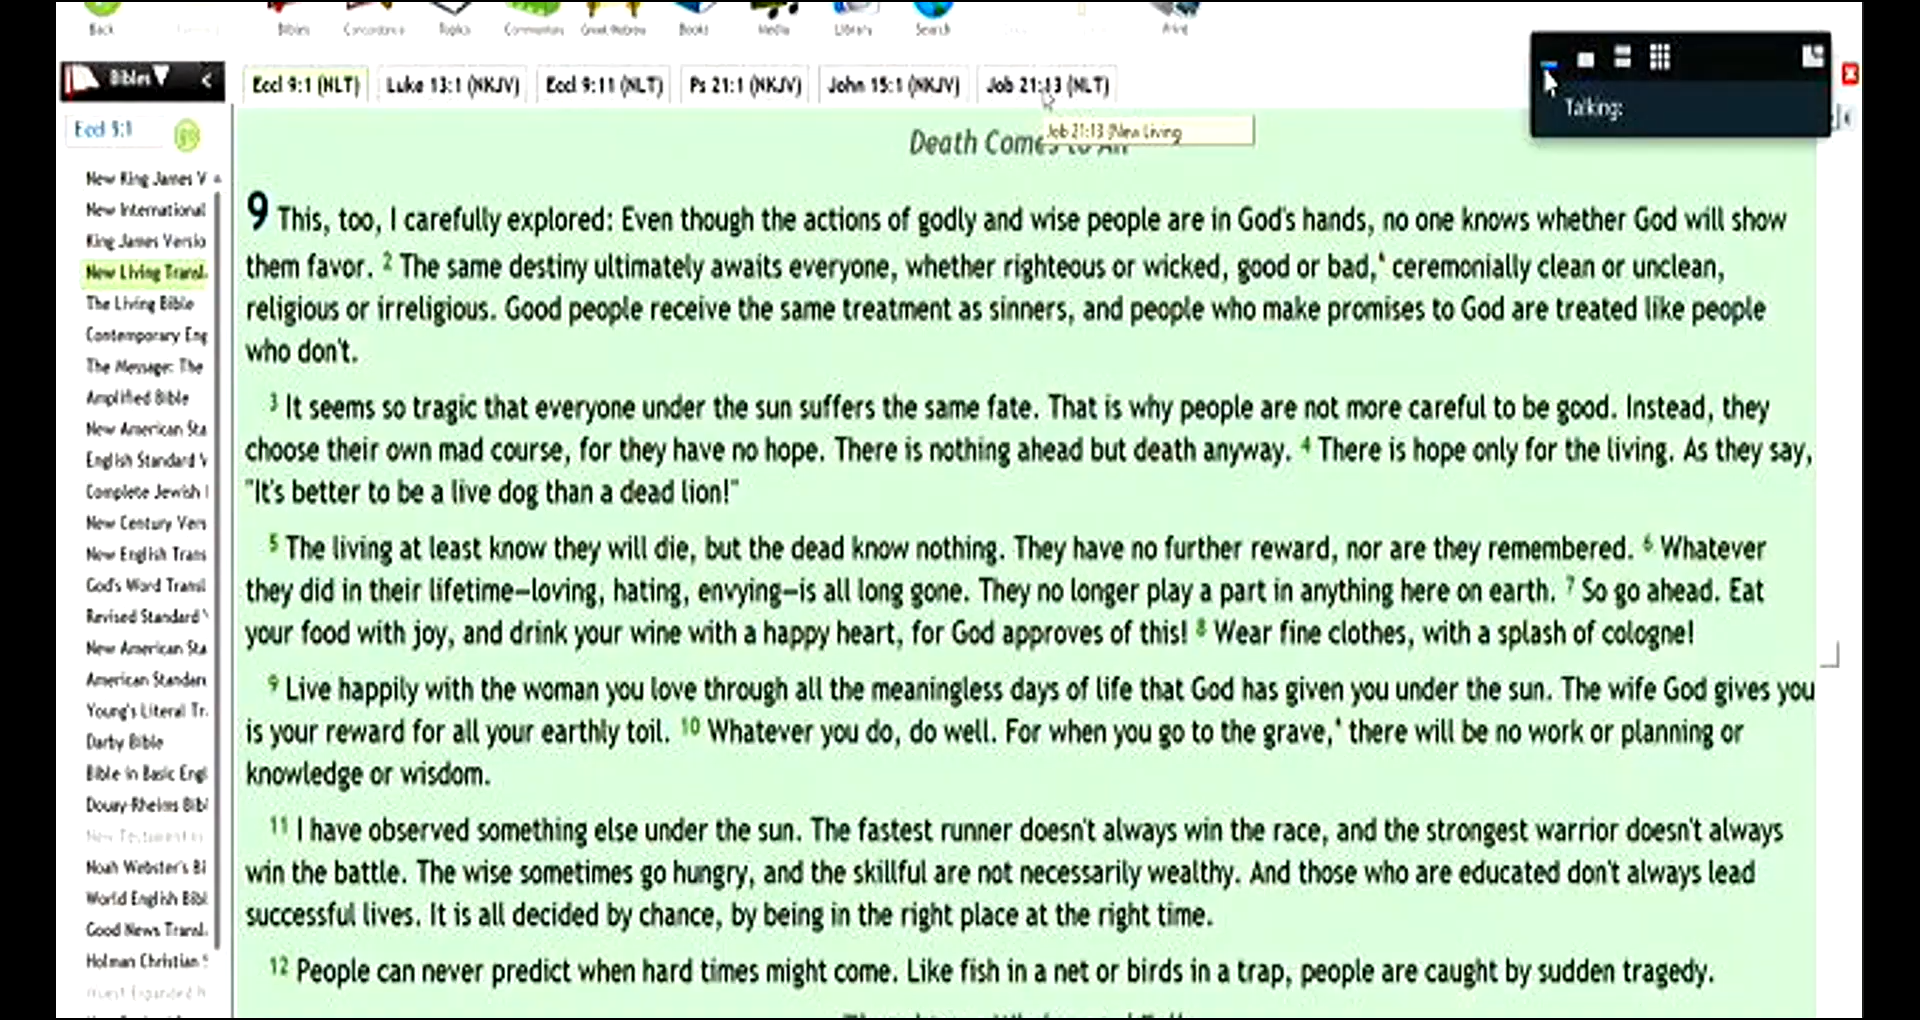 Back
Bibles Concordance Topics Commentary Greek/Hebrew Books Media Library Search Print
Bibles
Eccl 9:1 (NLT) Luke 13:1 (NKJV) Eccl 9:11 (NLT) Ps 21:1 (NKJV) John 15:1 (NKJV) Job 21:13 (NLT)
Talking:
Eccl 9:1
Job 21:13 (New Living
Death Comes to All
New King James V
New International
King James Versio
New Living Transl
The Living Bible
Contemporary Eng
The Message: The
Amplified Bible
New American Sta
English Standard V
Complete Jewish
New Century Vers
New English Trans
God's Word Transl
Revised Standard
New American Sta
American Standar
Young's Literal Tr
Darby Bible
Bible in Basic Engl
Douay-Rheims Bib
Noah Webster's Bi
World English Bibl
Good News Transl
Holman Christian
9 This, too, I carefully explored: Even though the actions of godly and wise people are in God's hands, no one knows whether God will show
them favor. 2 The same destiny ultimately awaits everyone, whether righteous or wicked, good or bad,* ceremonially clean or unclean,
religious or irreligious. Good people receive the same treatment as sinners, and people who make promises to God are treated like people
who don't.
3 It seems so tragic that everyone under the sun suffers the same fate. That is why people are not more careful to be good. Instead, they
choose their own mad course, for they have no hope. There is nothing ahead but death anyway. 4 There is hope only for the living. As they say,
"It's better to be a live dog than a dead lion!"
5 The living at least know they will die, but the dead know nothing. They have no further reward, nor are they remembered. 6 Whatever
they did in their lifetime—loving, hating, envying—is all long gone. They no longer play a part in anything here on earth. 7 So go ahead. Eat
your food with joy, and drink your wine with a happy heart, for God approves of this! 8 Wear fine clothes, with a splash of cologne!
9 Live happily with the woman you love through all the meaningless days of life that God has given you under the sun. The wife God gives you
is your reward for all your earthly toil. 10 Whatever you do, do well. For when you go to the grave,* there will be no work or planning or
knowledge or wisdom.
11 I have observed something else under the sun. The fastest runner doesn't always win the race, and the strongest warrior doesn't always
win the battle. The wise sometimes go hungry, and the skillful are not necessarily wealthy. And those who are educated don't always lead
successful lives. It is all decided by chance, by being in the right place at the right time.
12 People can never predict when hard times might come. Like fish in a net or birds in a trap, people are caught by sudden tragedy.